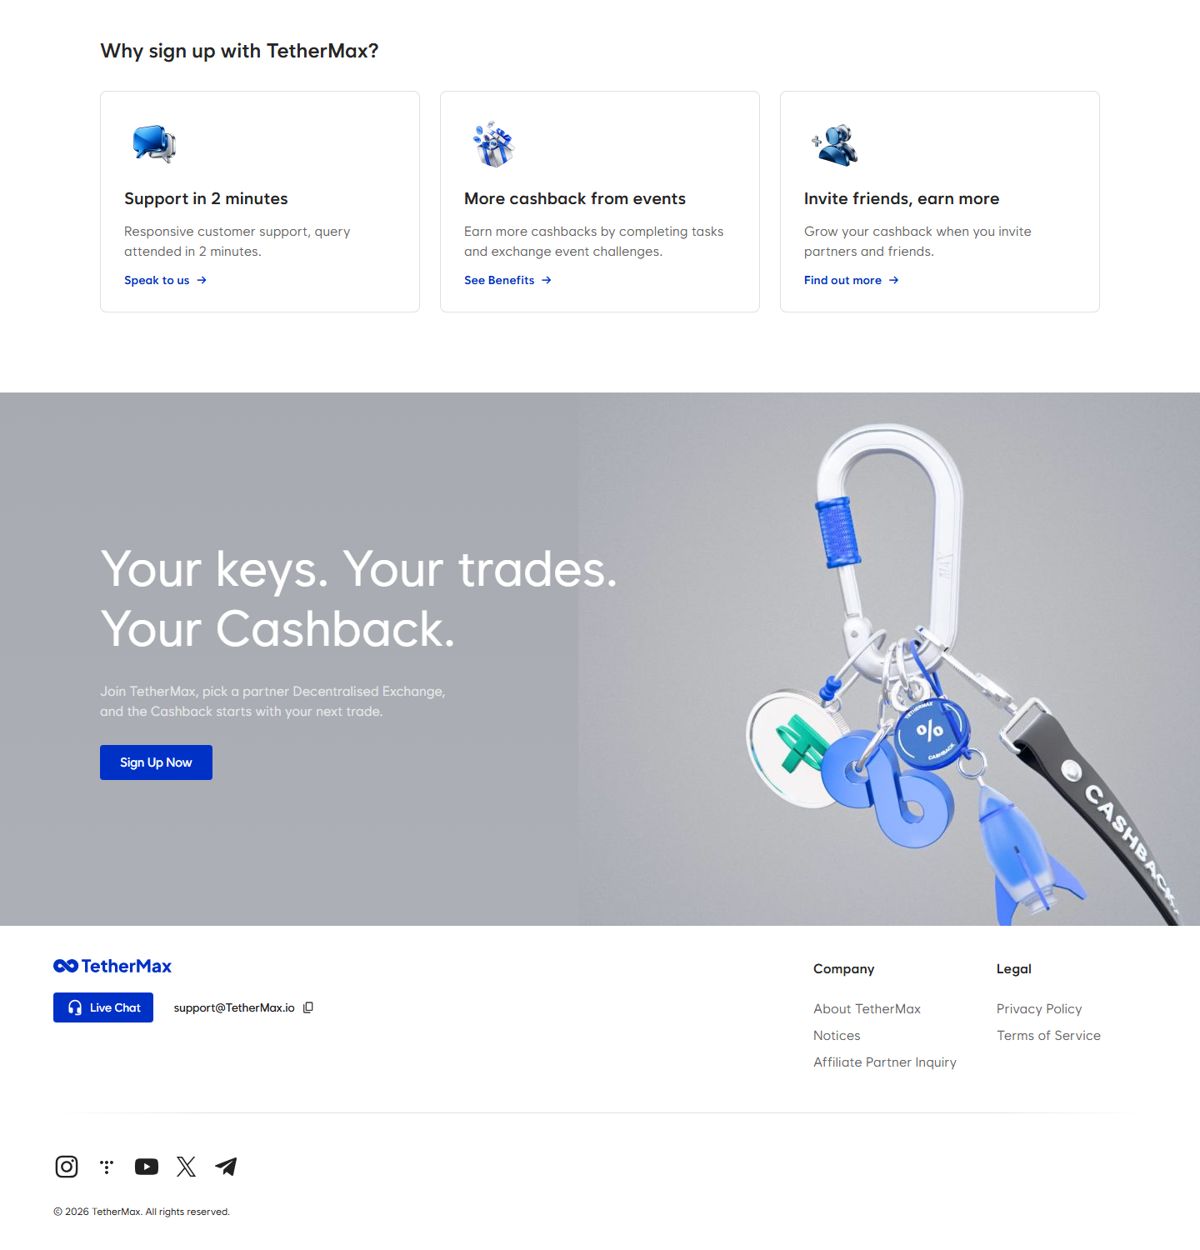 Why sign up with TetherMax?
Support in 2 minutes
Responsive customer support, query
attended in 2 minutes.
Speak to us
More cashback from events
Earn more cashbacks by completing tasks
and exchange event challenges.
See Benefits
Invite friends, earn more
Grow your cashback when you invite
partners and friends.
Find out more
Your keys. Your trades.
Your Cashback.
Join TetherMax, pick a partner Decentralised Exchange,
and the Cashback starts with your next trade.
Sign Up Now
MAX
TETHERMAX
%
CASHBACK
CASHBACK
TetherMax
Live Chat
support@TetherMax.io
Company
About TetherMax
Notices
Affiliate Partner Inquiry
Legal
Privacy Policy
Terms of Service
© 2026 TetherMax. All rights reserved.